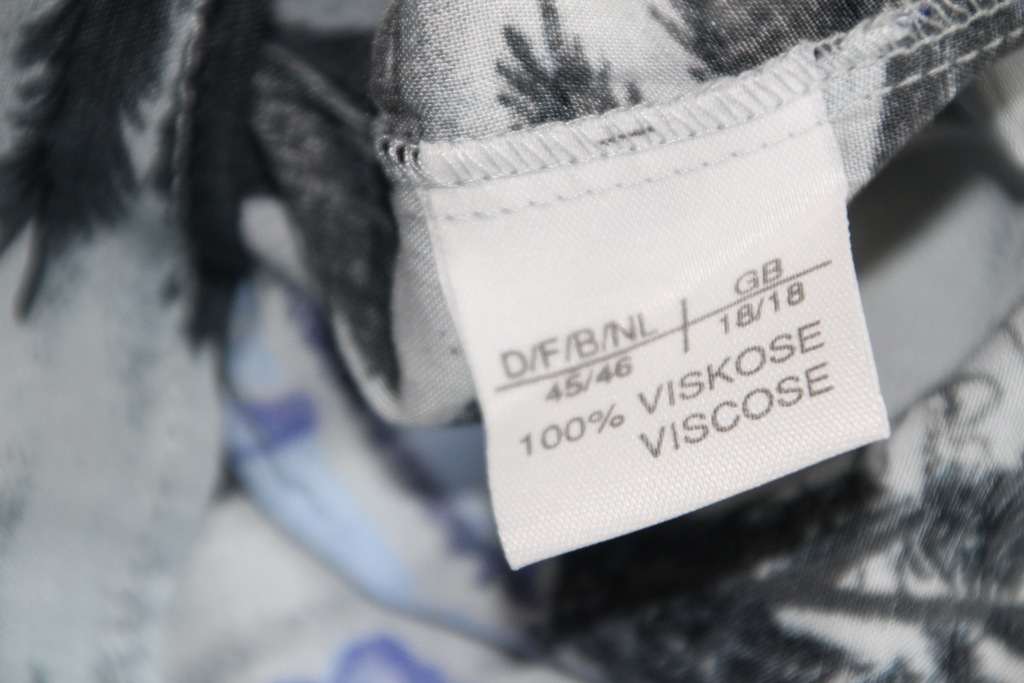 D/F/B/NL | GB
45/46 18/18
100% VISKOSE
VISCOSE